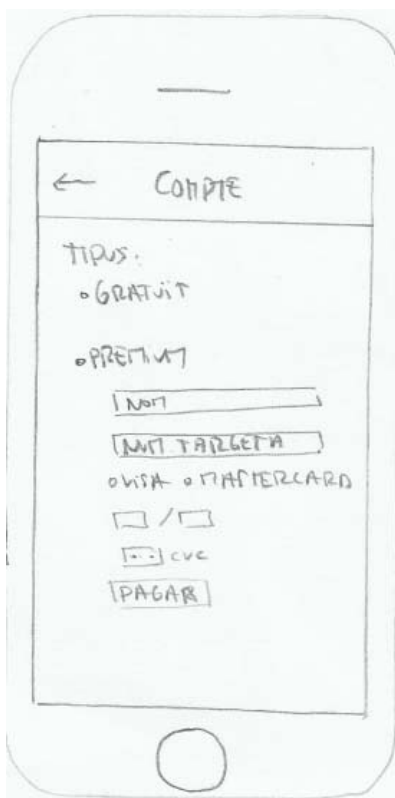 ← COMPTE
TIPUS:
GRATUIT
PREMIUM
NOM
NUM TARGETA
VISA MASTERCARD
/
CVC
PAGAR